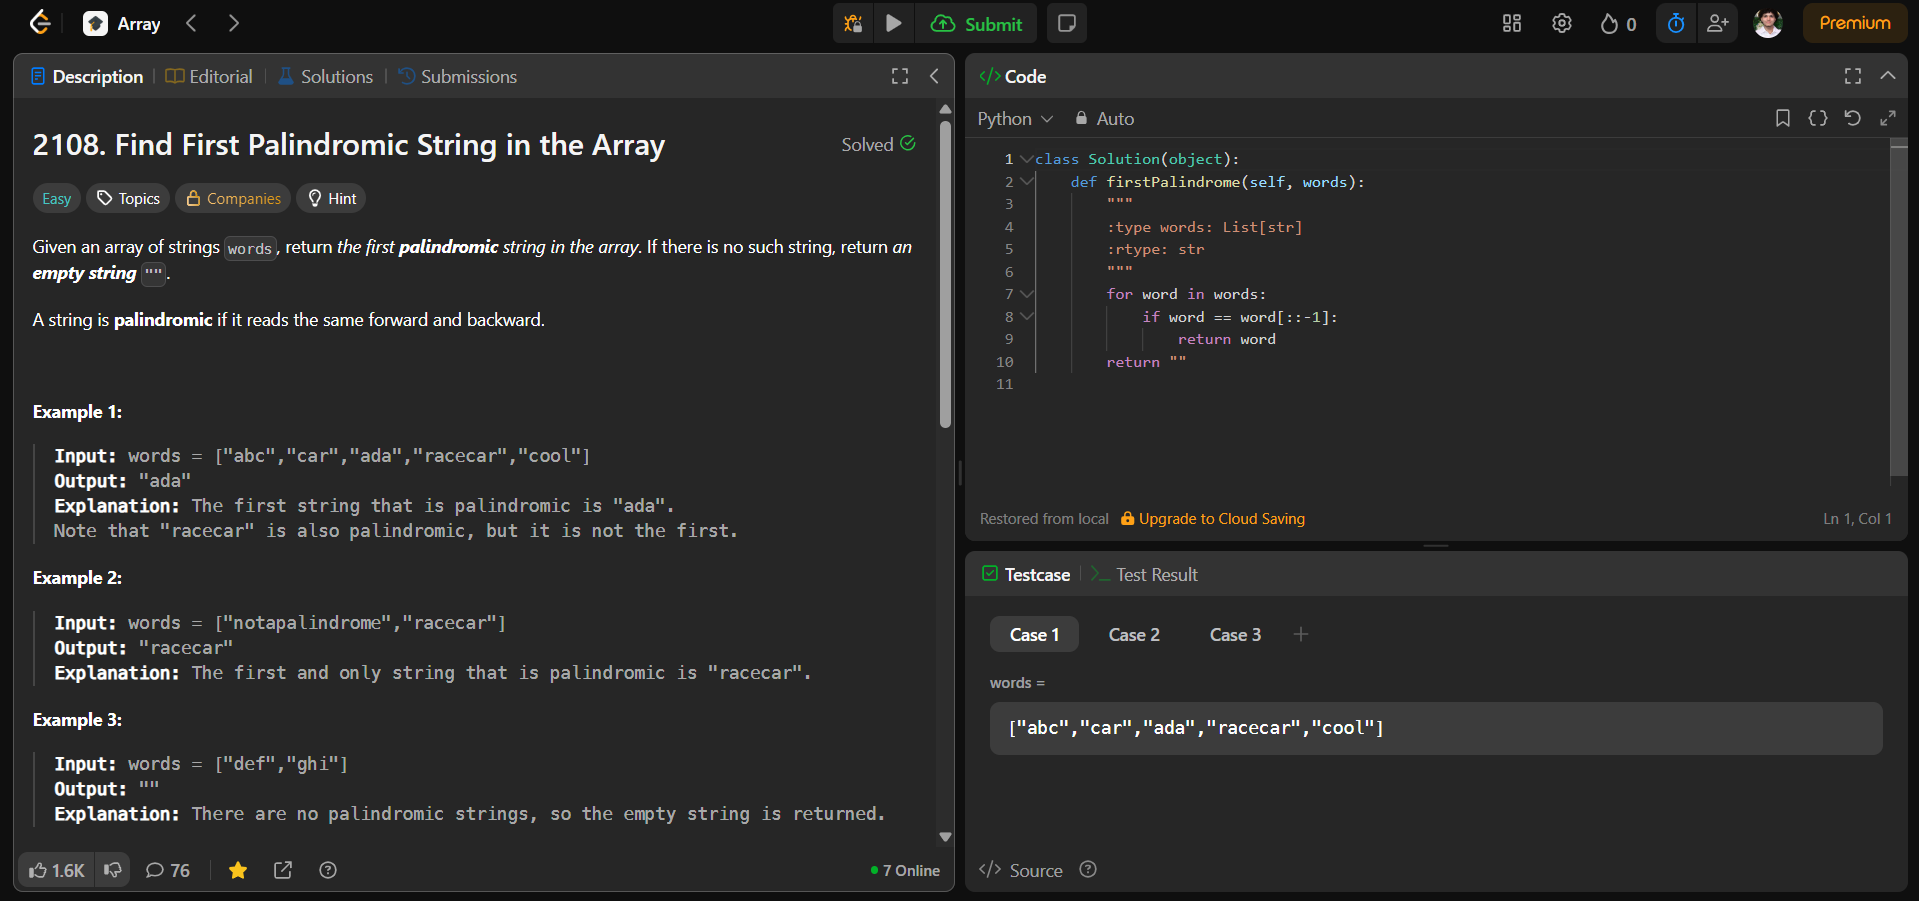 Array
Submit
0
Premium
Description
Editorial
Solutions
Submissions
2108. Find First Palindromic String in the Array
Solved
Easy
Topics
Companies
Hint
Given an array of strings words, return the first palindromic string in the array. If there is no such string, return an
empty string "".
A string is palindromic if it reads the same forward and backward.
Example 1:
Input: words = ["abc","car","ada","racecar","cool"]
Output: "ada"
Explanation: The first string that is palindromic is "ada".
Note that "racecar" is also palindromic, but it is not the first.
Example 2:
Input: words = ["notapalindrome","racecar"]
Output: "racecar"
Explanation: The first and only string that is palindromic is "racecar".
Example 3:
Input: words = ["def","ghi"]
Output: ""
Explanation: There are no palindromic strings, so the empty string is returned.
1.6K
76
7 Online
</> Code
Python
Auto
1 class Solution(object):
2     def firstPalindrome(self, words):
3         """
4         :type words: List[str]
5         :rtype: str
6         """
7         for word in words:
8             if word == word[::-1]:
9                 return word
10         return ""
11
Restored from local
Upgrade to Cloud Saving
Ln 1, Col 1
Testcase
>_ Test Result
Case 1
Case 2
Case 3
+
words =
["abc","car","ada","racecar","cool"]
</> Source